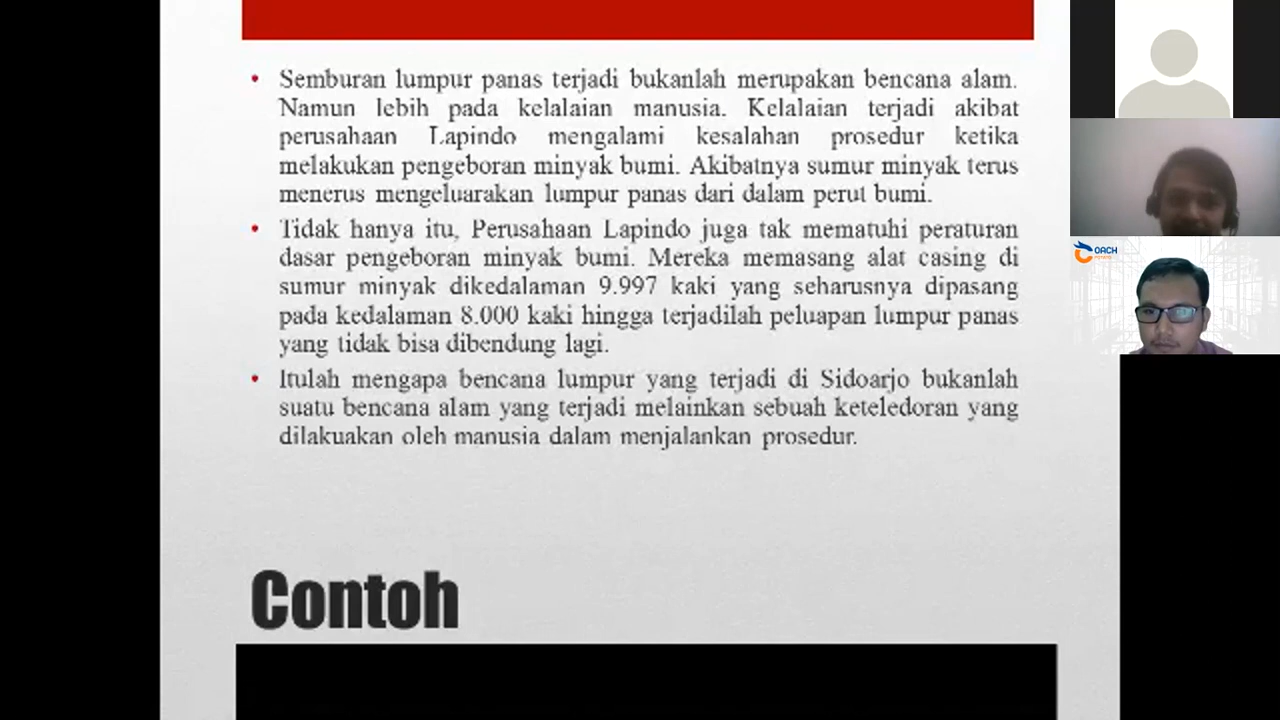 • Semburan lumpur panas terjadi bukanlah merupakan bencana alam.
Namun lebih pada kelalaian manusia. Kelalaian terjadi akibat
perusahaan Lapindo mengalami kesalahan prosedur ketika
melakukan pengeboran minyak bumi. Akibatnya sumur minyak terus
menerus mengeluarakan lumpur panas dari dalam perut bumi.
• Tidak hanya itu, Perusahaan Lapindo juga tak mematuhi peraturan
dasar pengeboran minyak bumi. Mereka memasang alat casing di
sumur minyak dikedalaman 9.997 kaki yang seharusnya dipasang
pada kedalaman 8.000 kaki hingga terjadilah peluapan lumpur panas
yang tidak bisa dibendung lagi.
• Itulah mengapa bencana lumpur yang terjadi di Sidoarjo bukanlah
suatu bencana alam yang terjadi melainkan sebuah keteledoran yang
dilakuakan oleh manusia dalam menjalankan prosedur.
Contoh
COACH